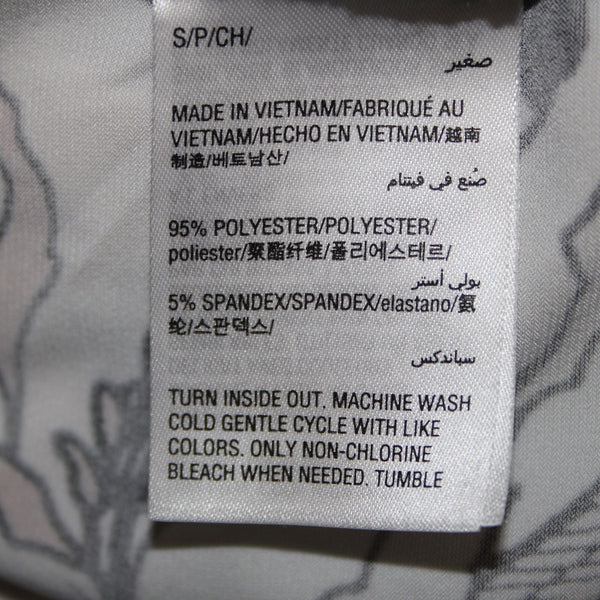 S/P/CH/
صغير
MADE IN VIETNAM/FABRIQUÉ AU
VIETNAM/HECHO EN VIETNAM/越南
制造/베트남산/
صُنع في فيتنام
95% POLYESTER/POLYESTER/
poliester/聚酯纤维/폴리에스테르/
بولي أستر
5% SPANDEX/SPANDEX/elastano/氨
纶/스판덱스/
سباندكس
TURN INSIDE OUT. MACHINE WASH
COLD GENTLE CYCLE WITH LIKE
COLORS. ONLY NON-CHLORINE
BLEACH WHEN NEEDED. TUMBLE